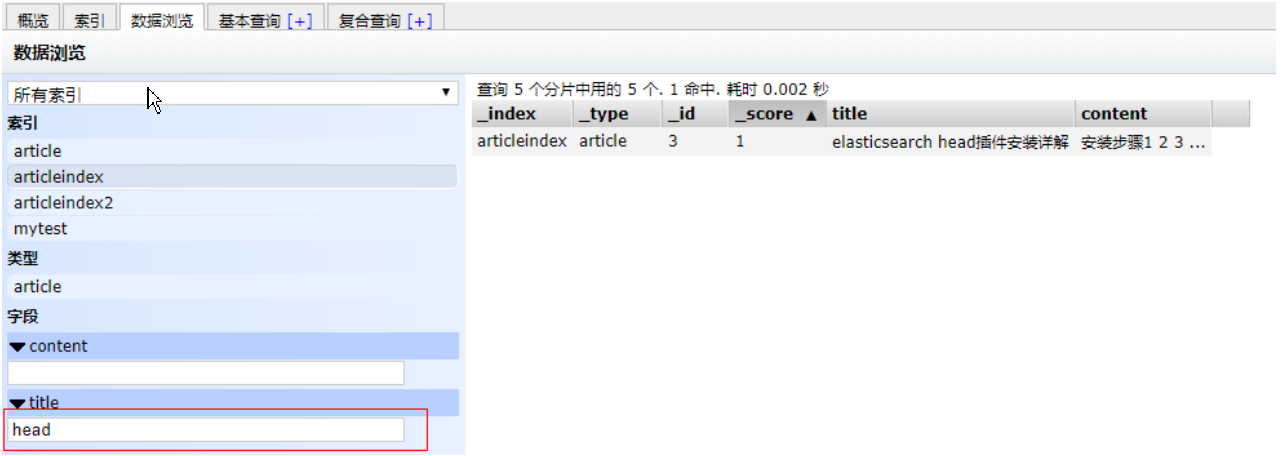 概览 索引 数据浏览 基本查询 [+] 复合查询 [+]
数据浏览
所有索引
索引
article
articleindex
articleindex2
mytest
类型
article
字段
content
title
head
查询 5 个分片中用的 5 个. 1 命中. 耗时 0.002 秒
_index _type _id _score ▲ title content
articleindex article 3 1 elasticsearch head插件安装详解 安装步骤1 2 3 ...